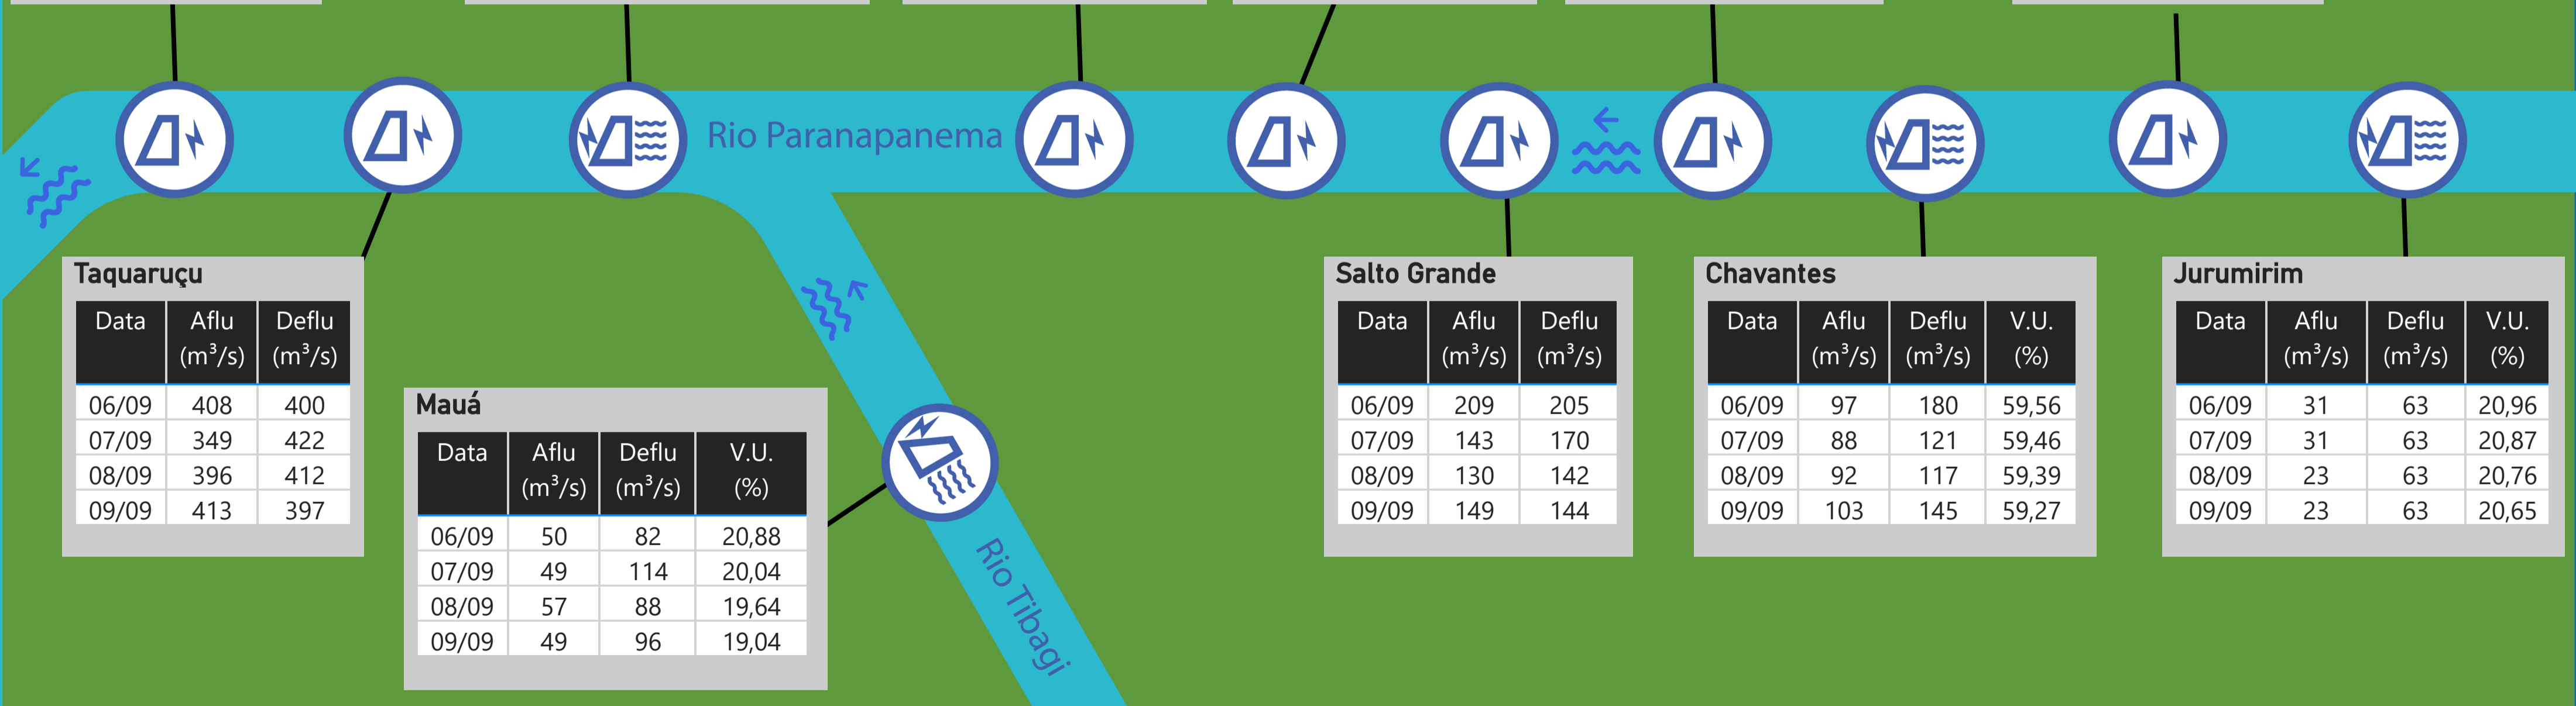 Rio Paranapanema
Taquaruçu
Data Aflu (m³/s) Deflu (m³/s)
06/09 408 400
07/09 349 422
08/09 396 412
09/09 413 397
Mauá
Data Aflu (m³/s) Deflu (m³/s) V.U. (%)
06/09 50 82 20,88
07/09 49 114 20,04
08/09 57 88 19,64
09/09 49 96 19,04
Rio Tibagi
Salto Grande
Data Aflu (m³/s) Deflu (m³/s)
06/09 209 205
07/09 143 170
08/09 130 142
09/09 149 144
Chavantes
Data Aflu (m³/s) Deflu (m³/s) V.U. (%)
06/09 97 180 59,56
07/09 88 121 59,46
08/09 92 117 59,39
09/09 103 145 59,27
Jurumirim
Data Aflu (m³/s) Deflu (m³/s) V.U. (%)
06/09 31 63 20,96
07/09 31 63 20,87
08/09 23 63 20,76
09/09 23 63 20,65